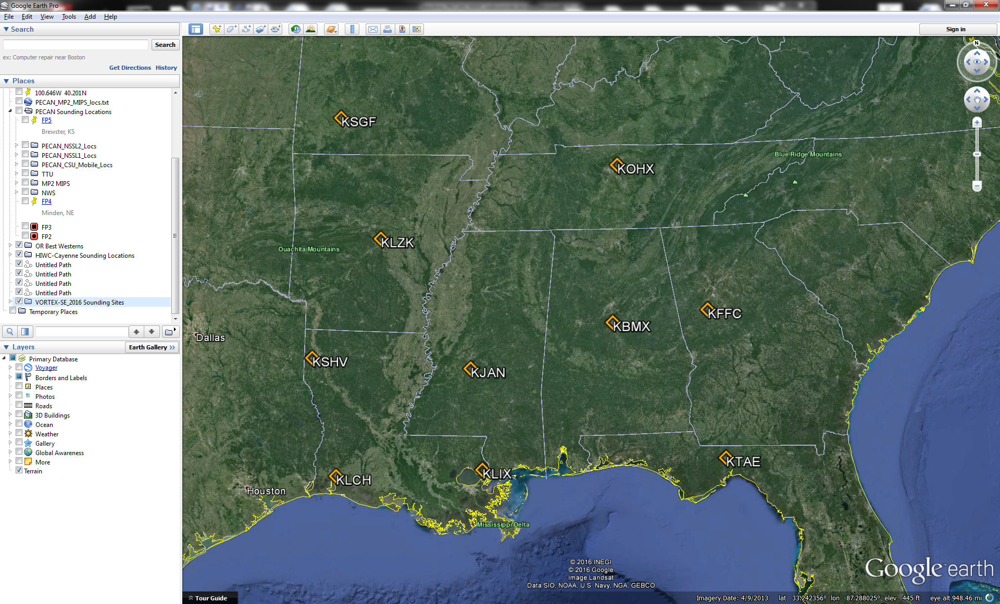 Google Earth Pro
File Edit View Tools Add Help
Search
Search
ex: Computer repair near Boston
Get Directions History
Places
100.646W 40.201N
PECAN_MP2_MIPS_locs.txt
PECAN Sounding Locations
FP5
Brewster, KS
PECAN_NSSL2_Locs
PECAN_NSSL1_Locs
PECAN_CSU_Mobile_Locs
TTU
MP2 MIPS
NWS
FP4
Minden, NE
FP3
FP2
OR Best Westerns
HIWC-Cayenne Sounding Locations
Untitled Path
Untitled Path
Untitled Path
Untitled Path
VORTEX-SE_2016 Sounding Sites
Temporary Places
Layers
Earth Gallery >>
Primary Database
Voyager
Borders and Labels
Places
Photos
Roads
3D Buildings
Ocean
Weather
Gallery
Global Awareness
More
Terrain
Sign in
N
KSGF
Blue Ridge Mountains
KOHX
KLZK
Ouachita Mountains
KFFC
KBMX
Dallas
KSHV
KJAN
KTAE
KLIX
KLCH
Houston
Mississippi Delta
© 2016 INEGI
© 2016 Google
Image Landsat
Data SIO, NOAA, U.S. Navy, NGA, GEBCO
Google earth
Tour Guide
Imagery Date: 4/9/2013 lat 33.242356° lon -87.288025° elev 445 ft eye alt 948.46 mi